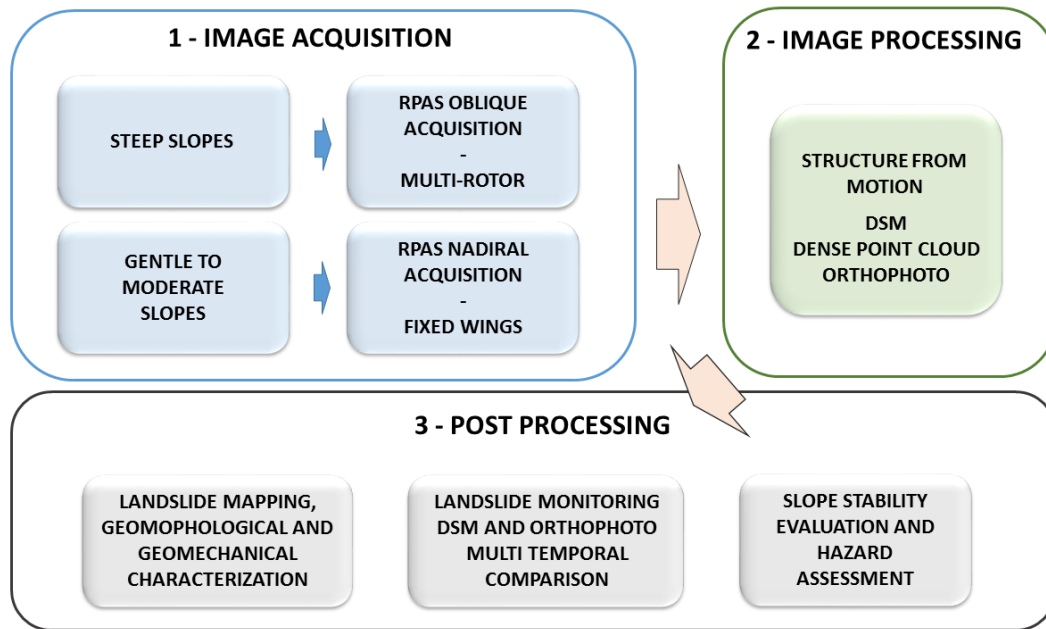 1 - IMAGE ACQUISITION
STEEP SLOPES
RPAS OBLIQUE
ACQUISITION
-
MULTI-ROTOR
GENTLE TO
MODERATE
SLOPES
RPAS NADIRAL
ACQUISITION
-
FIXED WINGS
2 - IMAGE PROCESSING
STRUCTURE FROM
MOTION
DSM
DENSE POINT CLOUD
ORTHOPHOTO
3 - POST PROCESSING
LANDSLIDE MAPPING,
GEOMOPHOLOGICAL AND
GEOMECHANICAL
CHARACTERIZATION
LANDSLIDE MONITORING
DSM AND ORTHOPHOTO
MULTI TEMPORAL
COMPARISON
SLOPE STABILITY
EVALUATION AND
HAZARD
ASSESSMENT